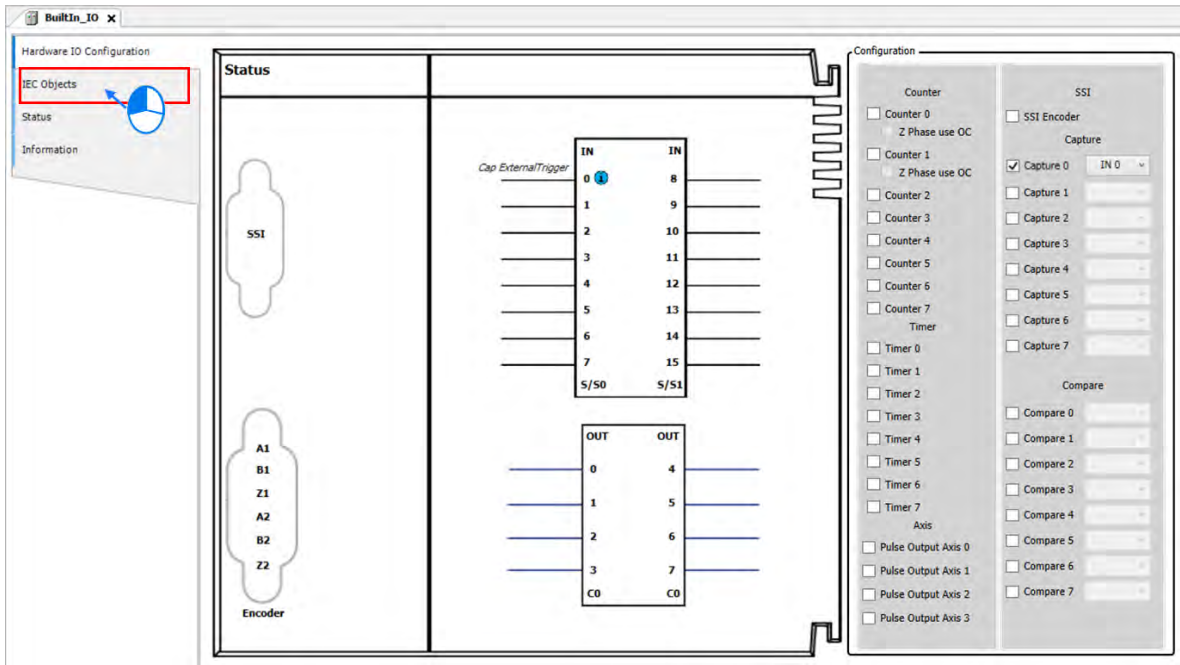 BuiltIn_IO X
Hardware IO Configuration
IEC Objects
Status
Information
Status
SSI
A1
B1
Z1
A2
B2
Z2
Encoder
Cap ExternalTrigger
IN IN
0 1 8
1 9
2 10
3 11
4 12
5 13
6 14
7 15
S/S0 S/S1
OUT OUT
0 4
1 5
2 6
3 7
C0 C0
Configuration
Counter
Counter 0
Z Phase use OC
Counter 1
Z Phase use OC
Counter 2
Counter 3
Counter 4
Counter 5
Counter 6
Counter 7
Timer
Timer 0
Timer 1
Timer 2
Timer 3
Timer 4
Timer 5
Timer 6
Timer 7
Axis
Pulse Output Axis 0
Pulse Output Axis 1
Pulse Output Axis 2
Pulse Output Axis 3
SSI
SSI Encoder
Capture
Capture 0 IN 0
Capture 1
Capture 2
Capture 3
Capture 4
Capture 5
Capture 6
Capture 7
Compare
Compare 0
Compare 1
Compare 2
Compare 3
Compare 4
Compare 5
Compare 6
Compare 7